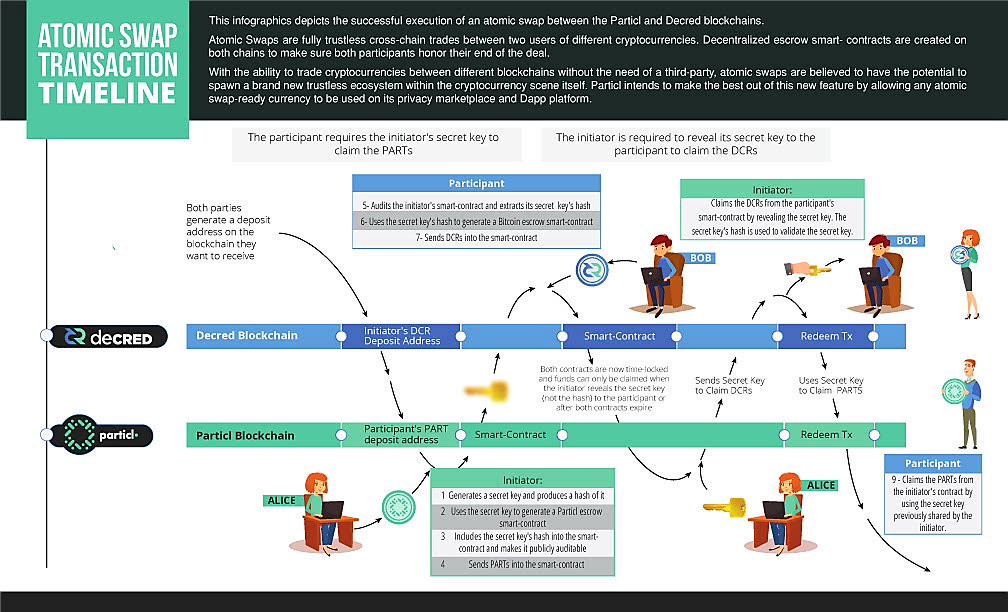 ATOMIC SWAP
TRANSACTION
TIMELINE
This infographics depicts the successful execution of an atomic swap between the Particl and Decred blockchains.
Atomic Swaps are fully trustless cross-chain trades between two users of different cryptocurrencies. Decentralized escrow smart- contracts are created on
both chains to make sure both participants honor their end of the deal.
With the ability to trade cryptocurrencies between different blockchains without the need of a third-party, atomic swaps are believed to have the potential to
spawn a brand new trustless ecosystem within the cryptocurrency scene itself. Particl intends to make the best out of this new feature by allowing any atomic
swap-ready currency to be used on its privacy marketplace and Dapp platform.
The participant requires the initiator's secret key to
claim the PARTs
The initiator is required to reveal its secret key to the
participant to claim the DCRs
Both parties
generate a deposit
address on the
blockchain they
want to receive
Participant
5- Audits the initiator's smart-contract and extracts its secret key's hash
6- Uses the secret key's hash to generate a Bitcoin escrow smart-contract
7- Sends DCRs into the smart-contract
Initiator:
Claims the DCRs from the participant's
smart-contract by revealing the secret key. The
secret key's hash is used to validate the secret key.
BOB
BOB
decRED
Decred Blockchain
Initiator's DCR
Deposit Address
Smart-Contract
Redeem Tx
Both contracts are now time-locked
and funds can only be claimed when
the initiator reveals the secret key
(not the hash) to the participant or
after both contracts expire
Sends Secret Key
to Claim DCRs
Uses Secret Key
to Claim PARTS
particl
Particl Blockchain
Participant's PART
deposit address
Smart-Contract
Redeem Tx
ALICE
Initiator:
1 Generates a secret key and produces a hash of it
2 Uses the secret key to generate a Particl escrow
smart-contract
3 Includes the secret key's hash into the smart-
contract and makes it publicly auditable
4 Sends PARTs into the smart-contract
ALICE
Participant
9 - Claims the PARTs from
the initiator's contract by
using the secret key
previously shared by the
initiator.